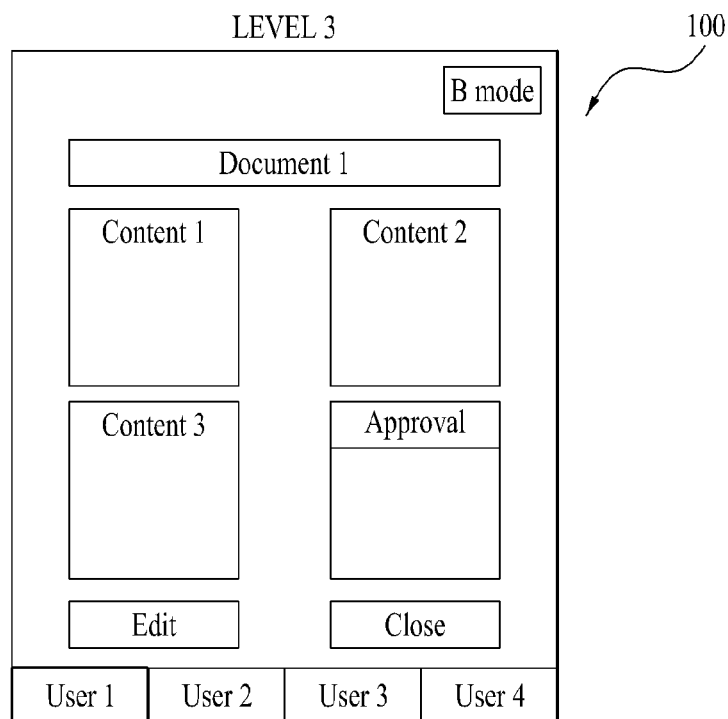 LEVEL 3
100
B mode
Document 1
Content 1
Content 2
Content 3
Approval
Edit
Close
User 1
User 2
User 3
User 4